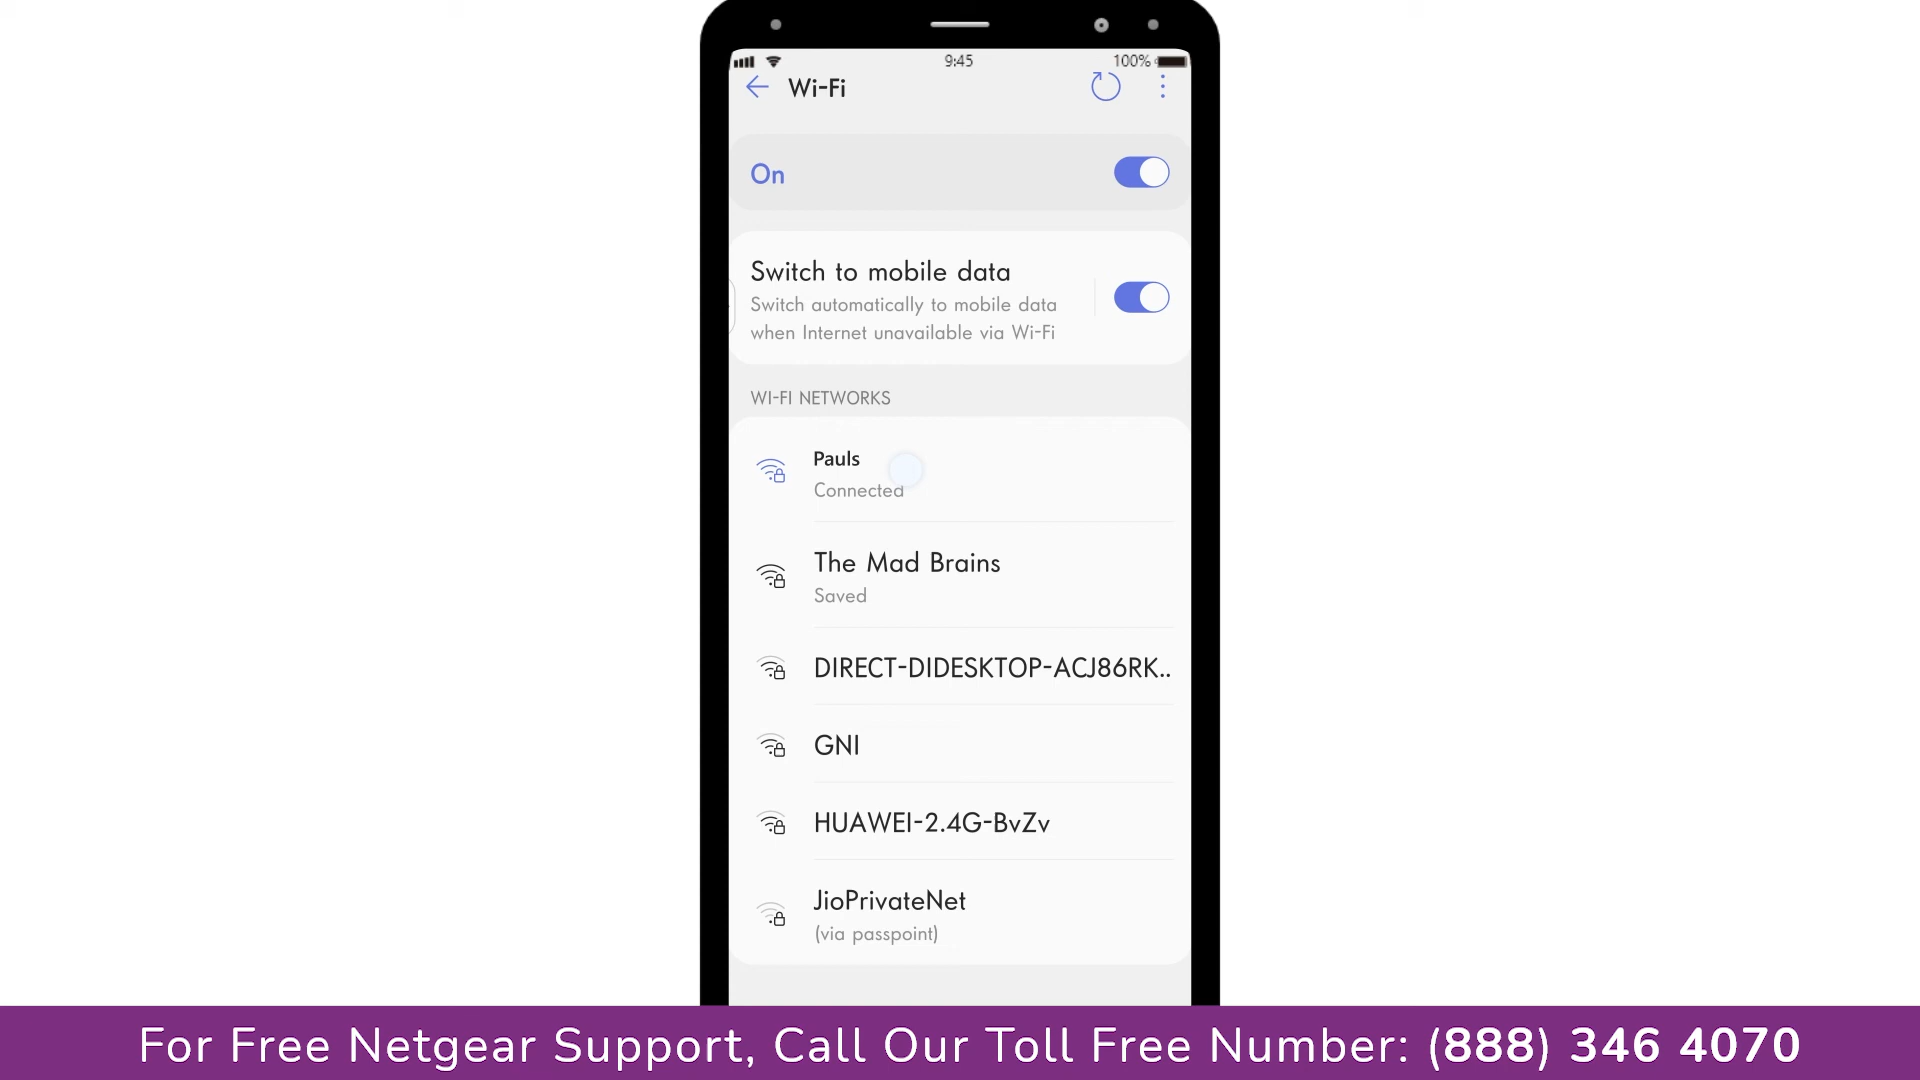 9:45
100%
Wi-Fi
On
Switch to mobile data
Switch automatically to mobile data
when Internet unavailable via Wi-Fi
WI-FI NETWORKS
Pauls
Connected
The Mad Brains
Saved
DIRECT-DIDESKTOP-ACJ86RK..
GNI
HUAWEI-2.4G-BvZv
JioPrivateNet
(via passpoint)
For Free Netgear Support, Call Our Toll Free Number: (888) 346 4070